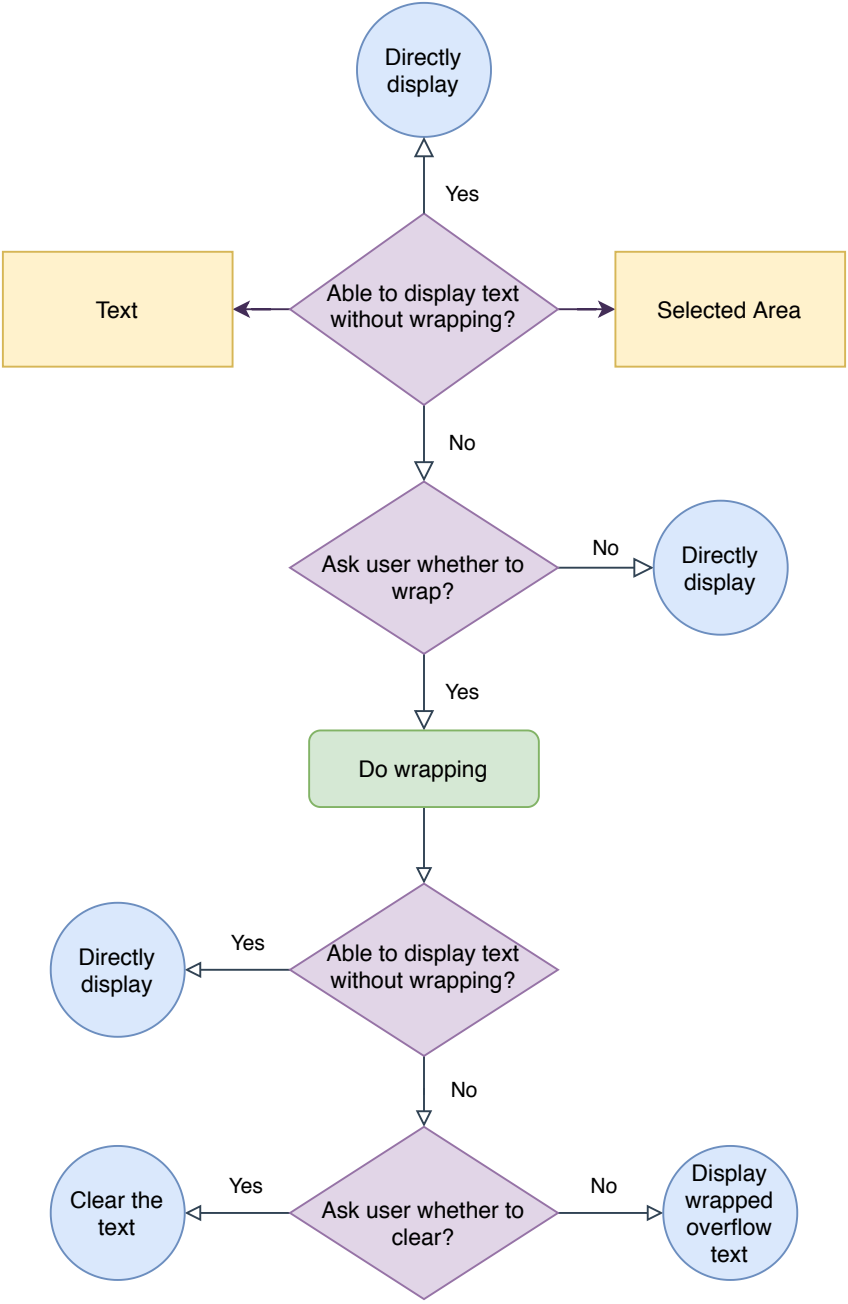 Directly
display
Yes
Text
Able to display text
without wrapping?
Selected Area
No
Ask user whether to
wrap?
No
Directly
display
Yes
Do wrapping
Directly
display
Yes
Able to display text
without wrapping?
No
Clear the
text
Yes
Ask user whether to
clear?
No
Display
wrapped
overflow
text